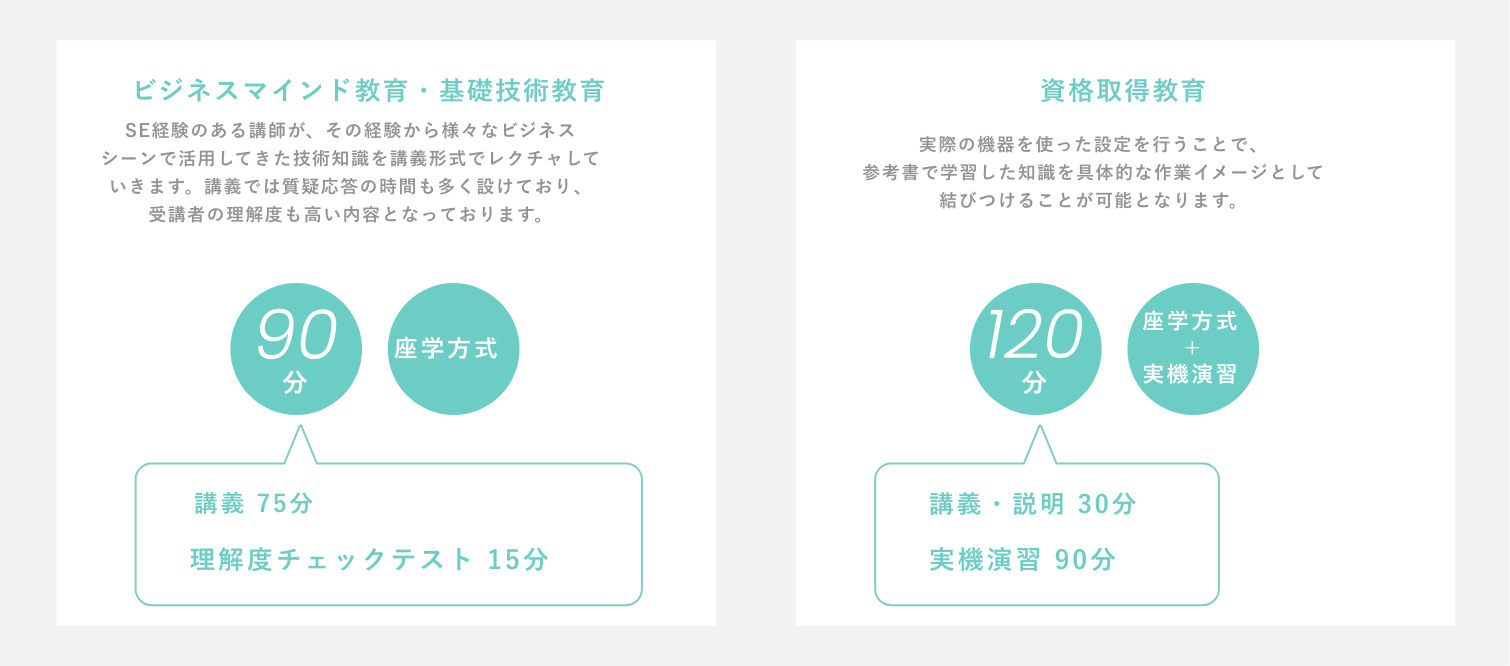 ビジネスマインド教育・基礎技術教育
SE経験のある講師が、その経験から様々なビジネス
シーンで活用してきた技術知識を講義形式でレクチャして
いきます。講義では質疑応答の時間も多く設けており、
受講者の理解度も高い内容となっております。
90
分
座学方式
講義 75分
理解度チェックテスト 15分
資格取得教育
実際の機器を使った設定を行うことで、
参考書で学習した知識を具体的な作業イメージとして
結びつけることが可能となります。
120
分
座学方式
+
実機演習
講義・説明 30分
実機演習 90分